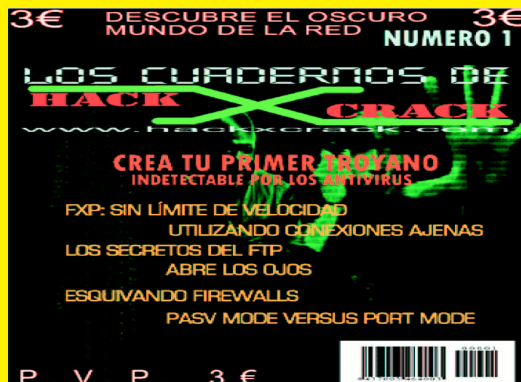 3€ DESCUBRE EL OSCURO 3€
MUNDO DE LA RED
NUMERO 1
LOS CUADERNOS DE
HACK X CRACK
www.hackxcrack.com
CREA TU PRIMER TROYANO
INDETECTABLE POR LOS ANTIVIRUS
FXP: SIN LÍMITE DE VELOCIDAD
UTILIZANDO CONEXIONES AJENAS
LOS SECRETOS DEL FTP
ABRE LOS OJOS
ESQUIVANDO FIREWALLS
PASV MODE VERSUS PORT MODE
P V P 3 €
00001